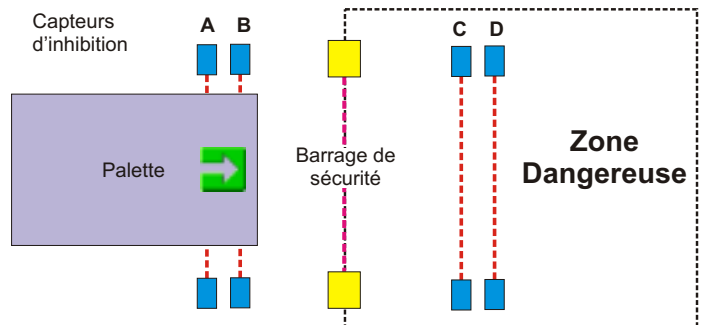 Capteurs
d’inhibition
A B
C D
Palette
Barrage de
sécurité
Zone
Dangereuse